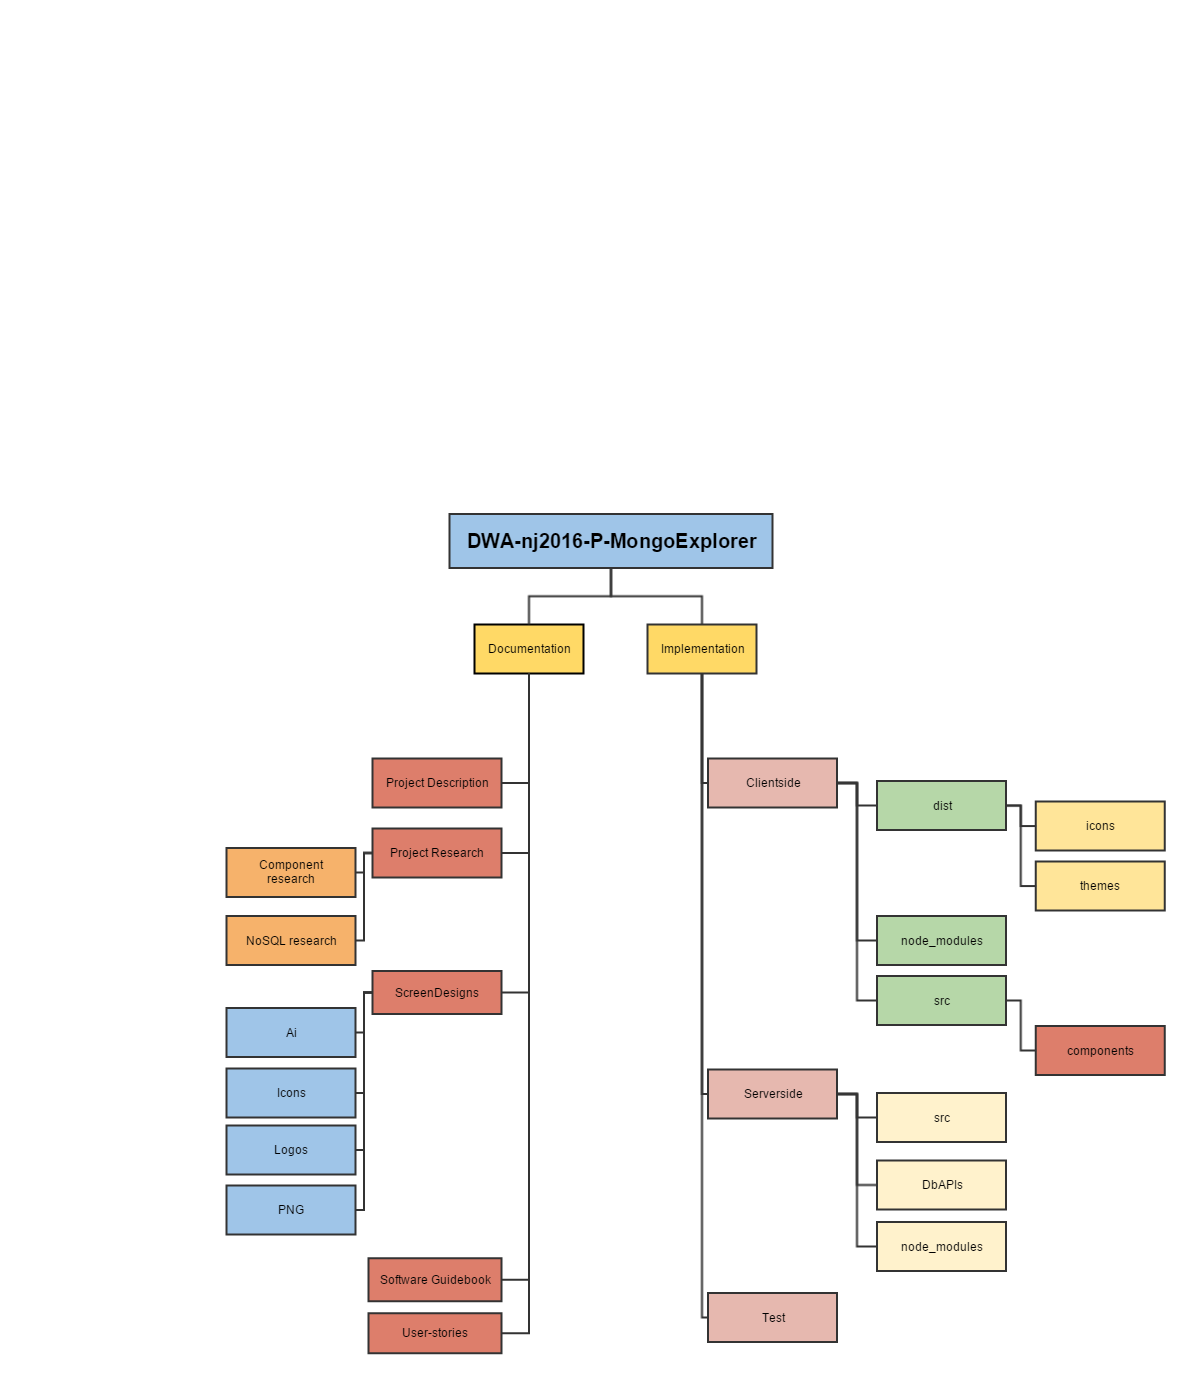 DWA-nj2016-P-MongoExplorer
Documentation
Implementation
Project Description
Project Research
Component
research
NoSQL research
ScreenDesigns
Ai
Icons
Logos
PNG
Software Guidebook
User-stories
Clientside
dist
icons
themes
node_modules
src
components
Serverside
src
DbAPIs
node_modules
Test